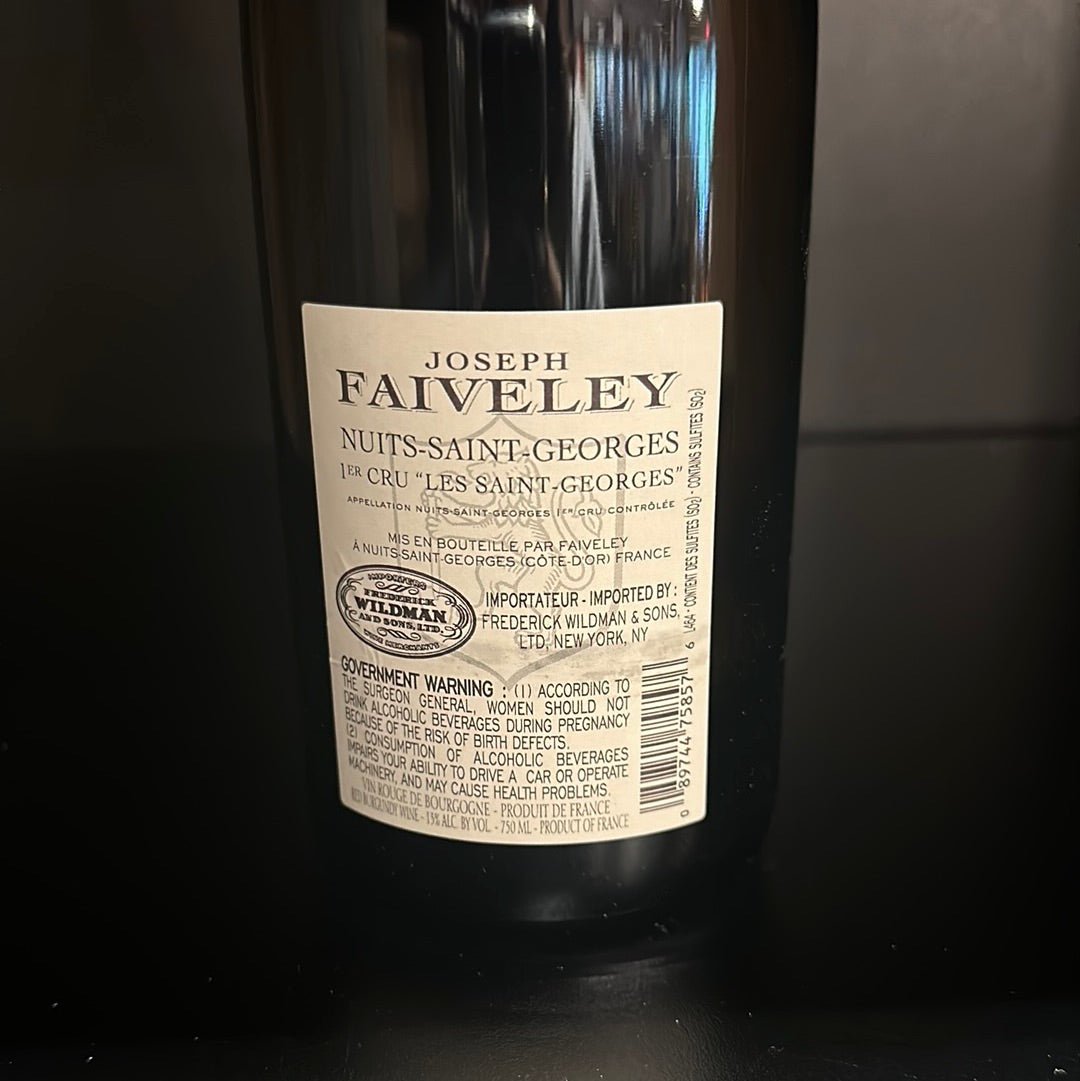 JOSEPH
FAIVELEY
NUITS-SAINT-GEORGES
1ER CRU "LES SAINT-GEORGES"
APPELLATION NUITS-SAINT-GEORGES 1ER CRU CONTRÔLÉE
MIS EN BOUTEILLE PAR FAIVELEY
À NUITS-SAINT-GEORGES (CÔTE-D'OR) FRANCE
IMPORTERS
FREDERICK
WILDMAN
AND SONS, LTD.
WINE MERCHANTS
IMPORTATEUR - IMPORTED BY :
FREDERICK WILDMAN & SONS,
LTD, NEW YORK, NY
GOVERNMENT WARNING : (1) ACCORDING TO
THE SURGEON GENERAL, WOMEN SHOULD NOT
DRINK ALCOHOLIC BEVERAGES DURING PREGNANCY
BECAUSE OF THE RISK OF BIRTH DEFECTS.
(2) CONSUMPTION OF ALCOHOLIC BEVERAGES
IMPAIRS YOUR ABILITY TO DRIVE A CAR OR OPERATE
MACHINERY, AND MAY CAUSE HEALTH PROBLEMS.
VIN ROUGE DE BOURGOGNE - PRODUIT DE FRANCE
RED BURGUNDY WINE - 13% ALC. BY VOL. - 750 ML - PRODUCT OF FRANCE
0 89744 75857 6
L464 - CONTIENT DES SULFITES (SO2) - CONTAINS SULFITES (SO2)